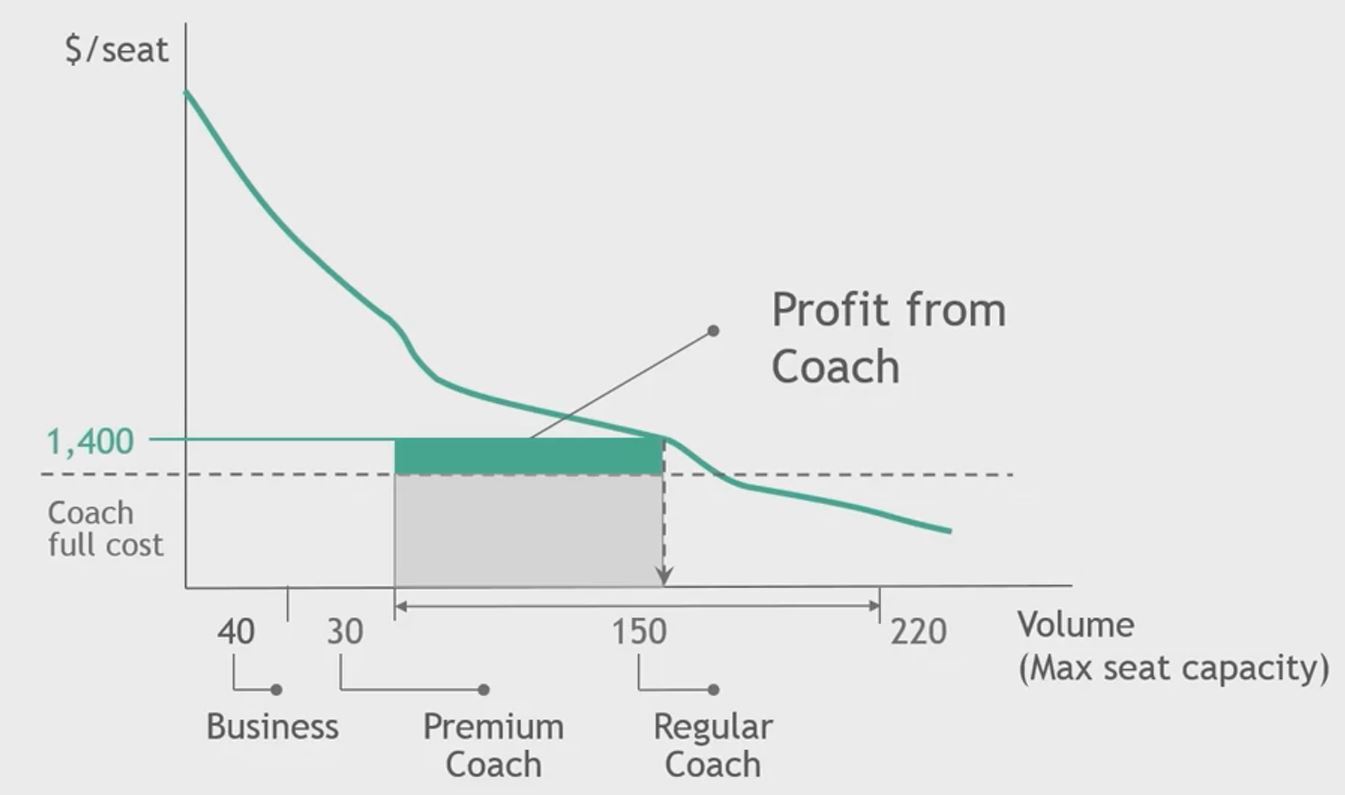 $/seat
Profit from
Coach
1,400
Coach
full cost
40
30
150
220
Volume
(Max seat capacity)
Business
Premium
Coach
Regular
Coach